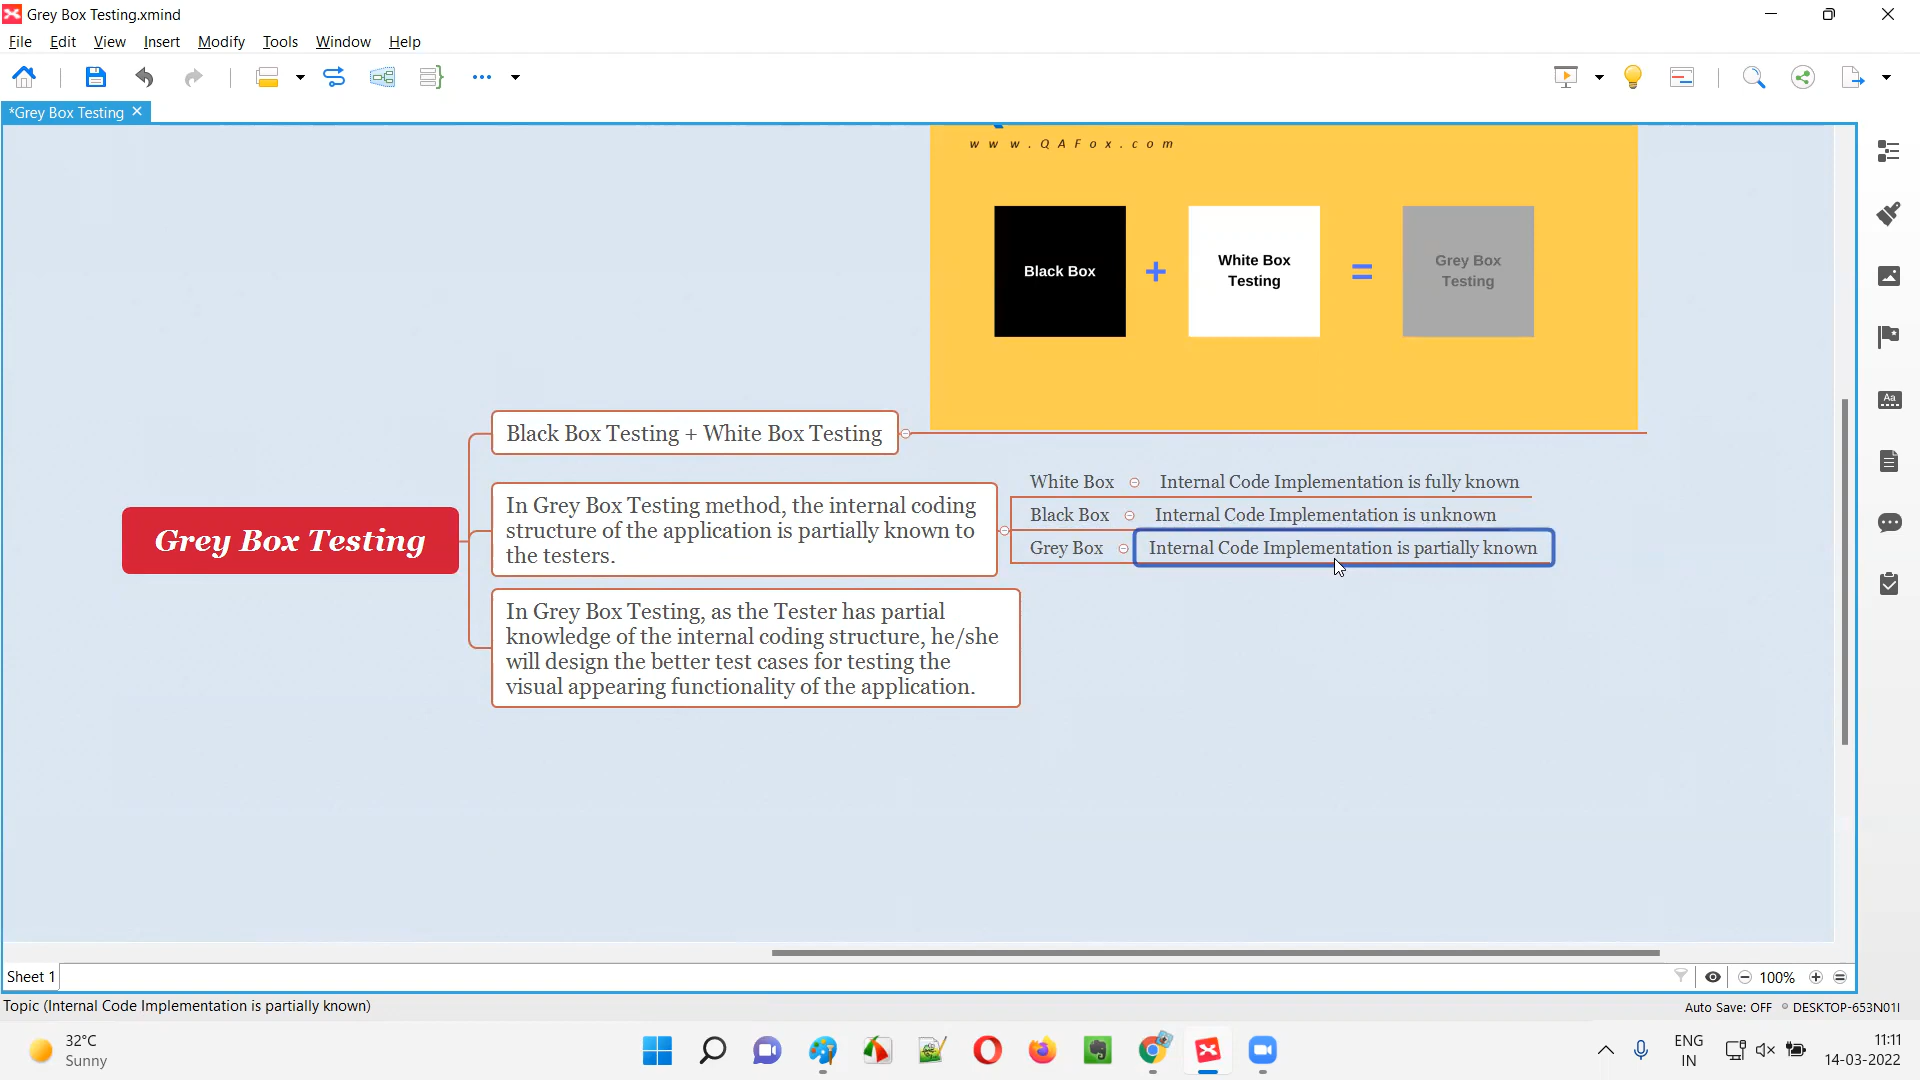 Grey Box Testing.xmind
File Edit View Insert Modify Tools Window Help
*Grey Box Testing
www.QAFox.com
Black Box
+
White Box
Testing
=
Grey Box
Testing
Black Box Testing + White Box Testing
Grey Box Testing
In Grey Box Testing method, the internal coding
structure of the application is partially known to
the testers.
White Box
Internal Code Implementation is fully known
Black Box
Internal Code Implementation is unknown
Grey Box
Internal Code Implementation is partially known
In Grey Box Testing, as the Tester has partial
knowledge of the internal coding structure, he/she
will design the better test cases for testing the
visual appearing functionality of the application.
Aa
Sheet 1
100%
Topic (Internal Code Implementation is partially known)
Auto Save: OFF
DESKTOP-653N01I
32°C
Sunny
ENG
IN
11:11
14-03-2022